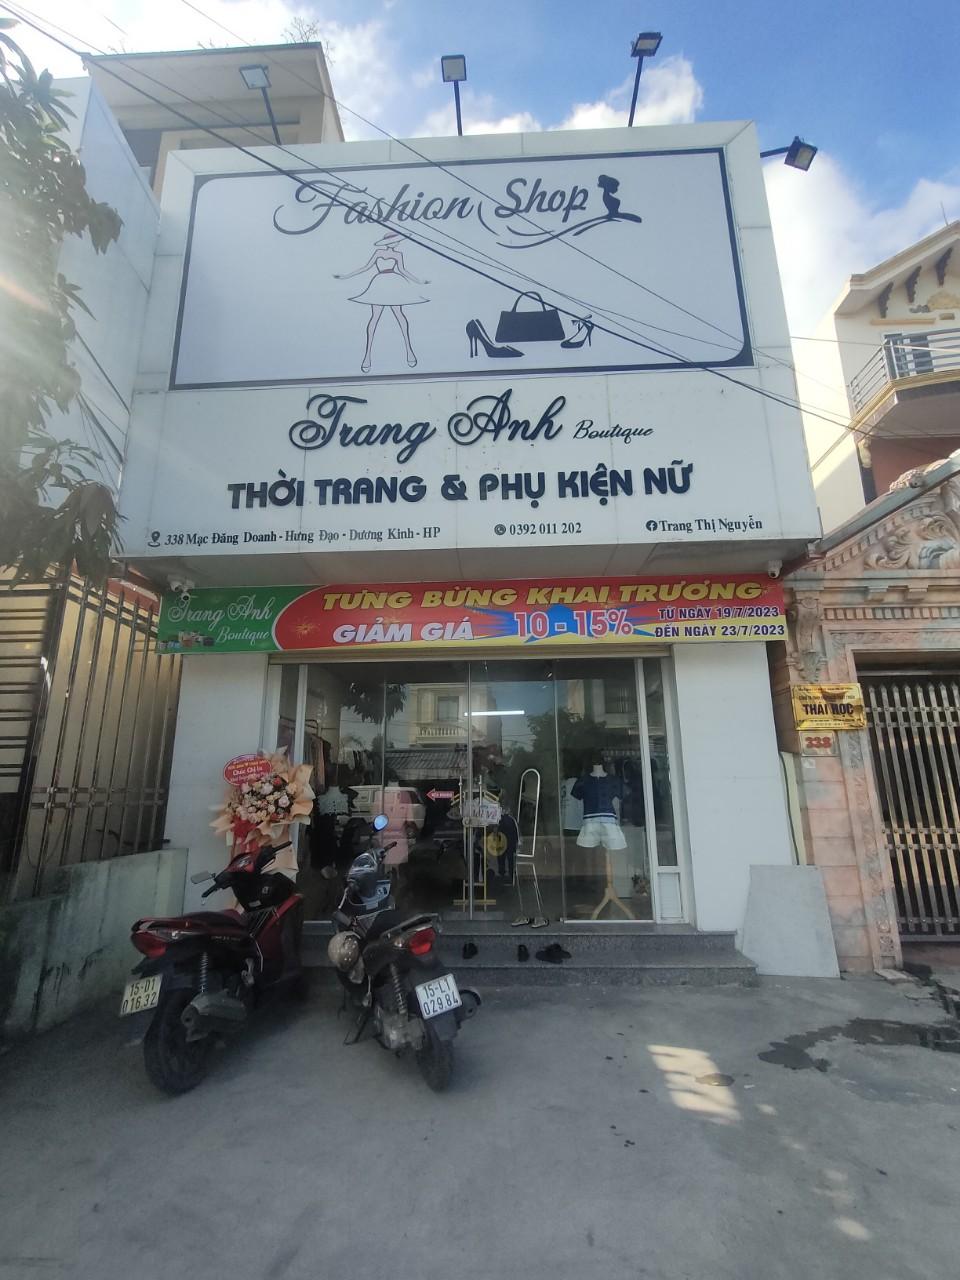 Fashion Shop
Trang Anh Boutique
THỜI TRANG & PHỤ KIỆN NỮ
338 Mạc Đăng Doanh - Hưng Đạo - Dương Kinh - HP
0392 011 202
Trang Thị Nguyễn
Trang Anh
Boutique
TƯNG BỪNG KHAI TRƯƠNG
GIẢM GIÁ 10 - 15%
TỪ NGÀY 19/7/2023
ĐẾN NGÀY 23/7/2023
THÁI HỌC
338
15-D1
016.32
15-L1
029.84